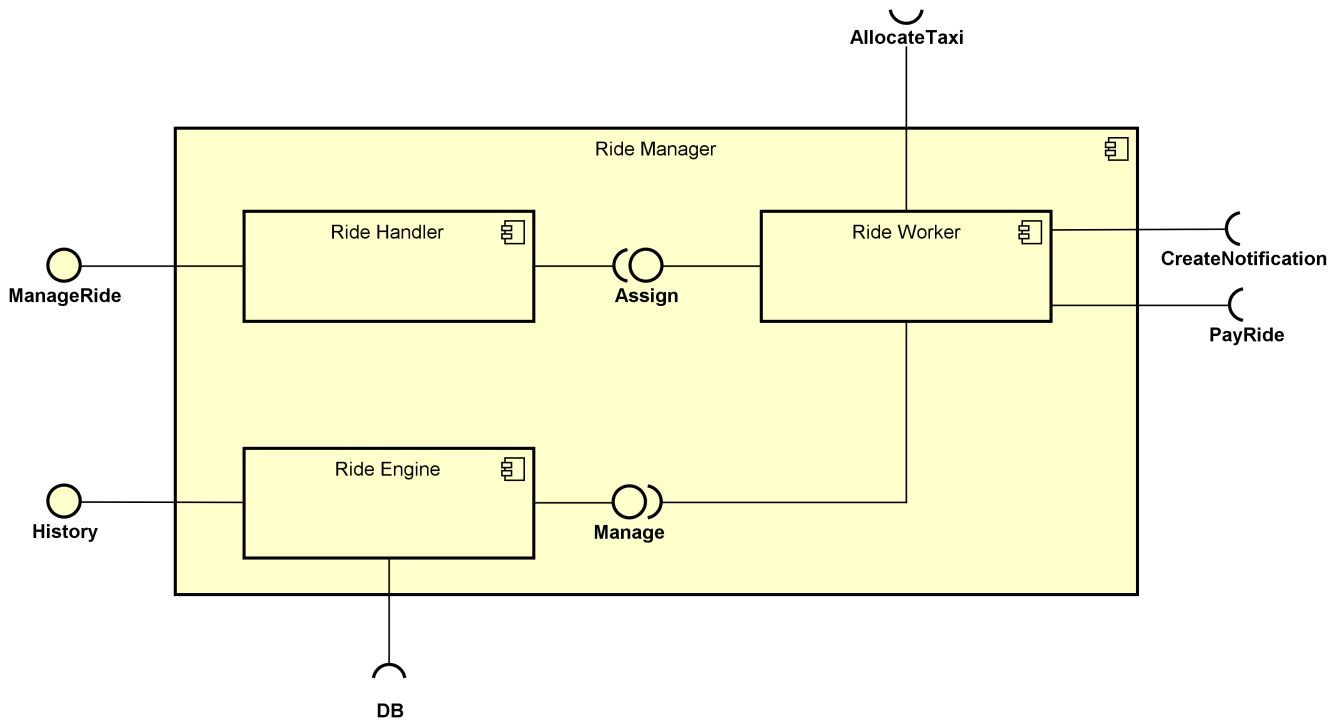 AllocateTaxi
Ride Manager
Ride Handler
Ride Worker
CreateNotification
ManageRide
Assign
PayRide
Ride Engine
History
Manage
DB